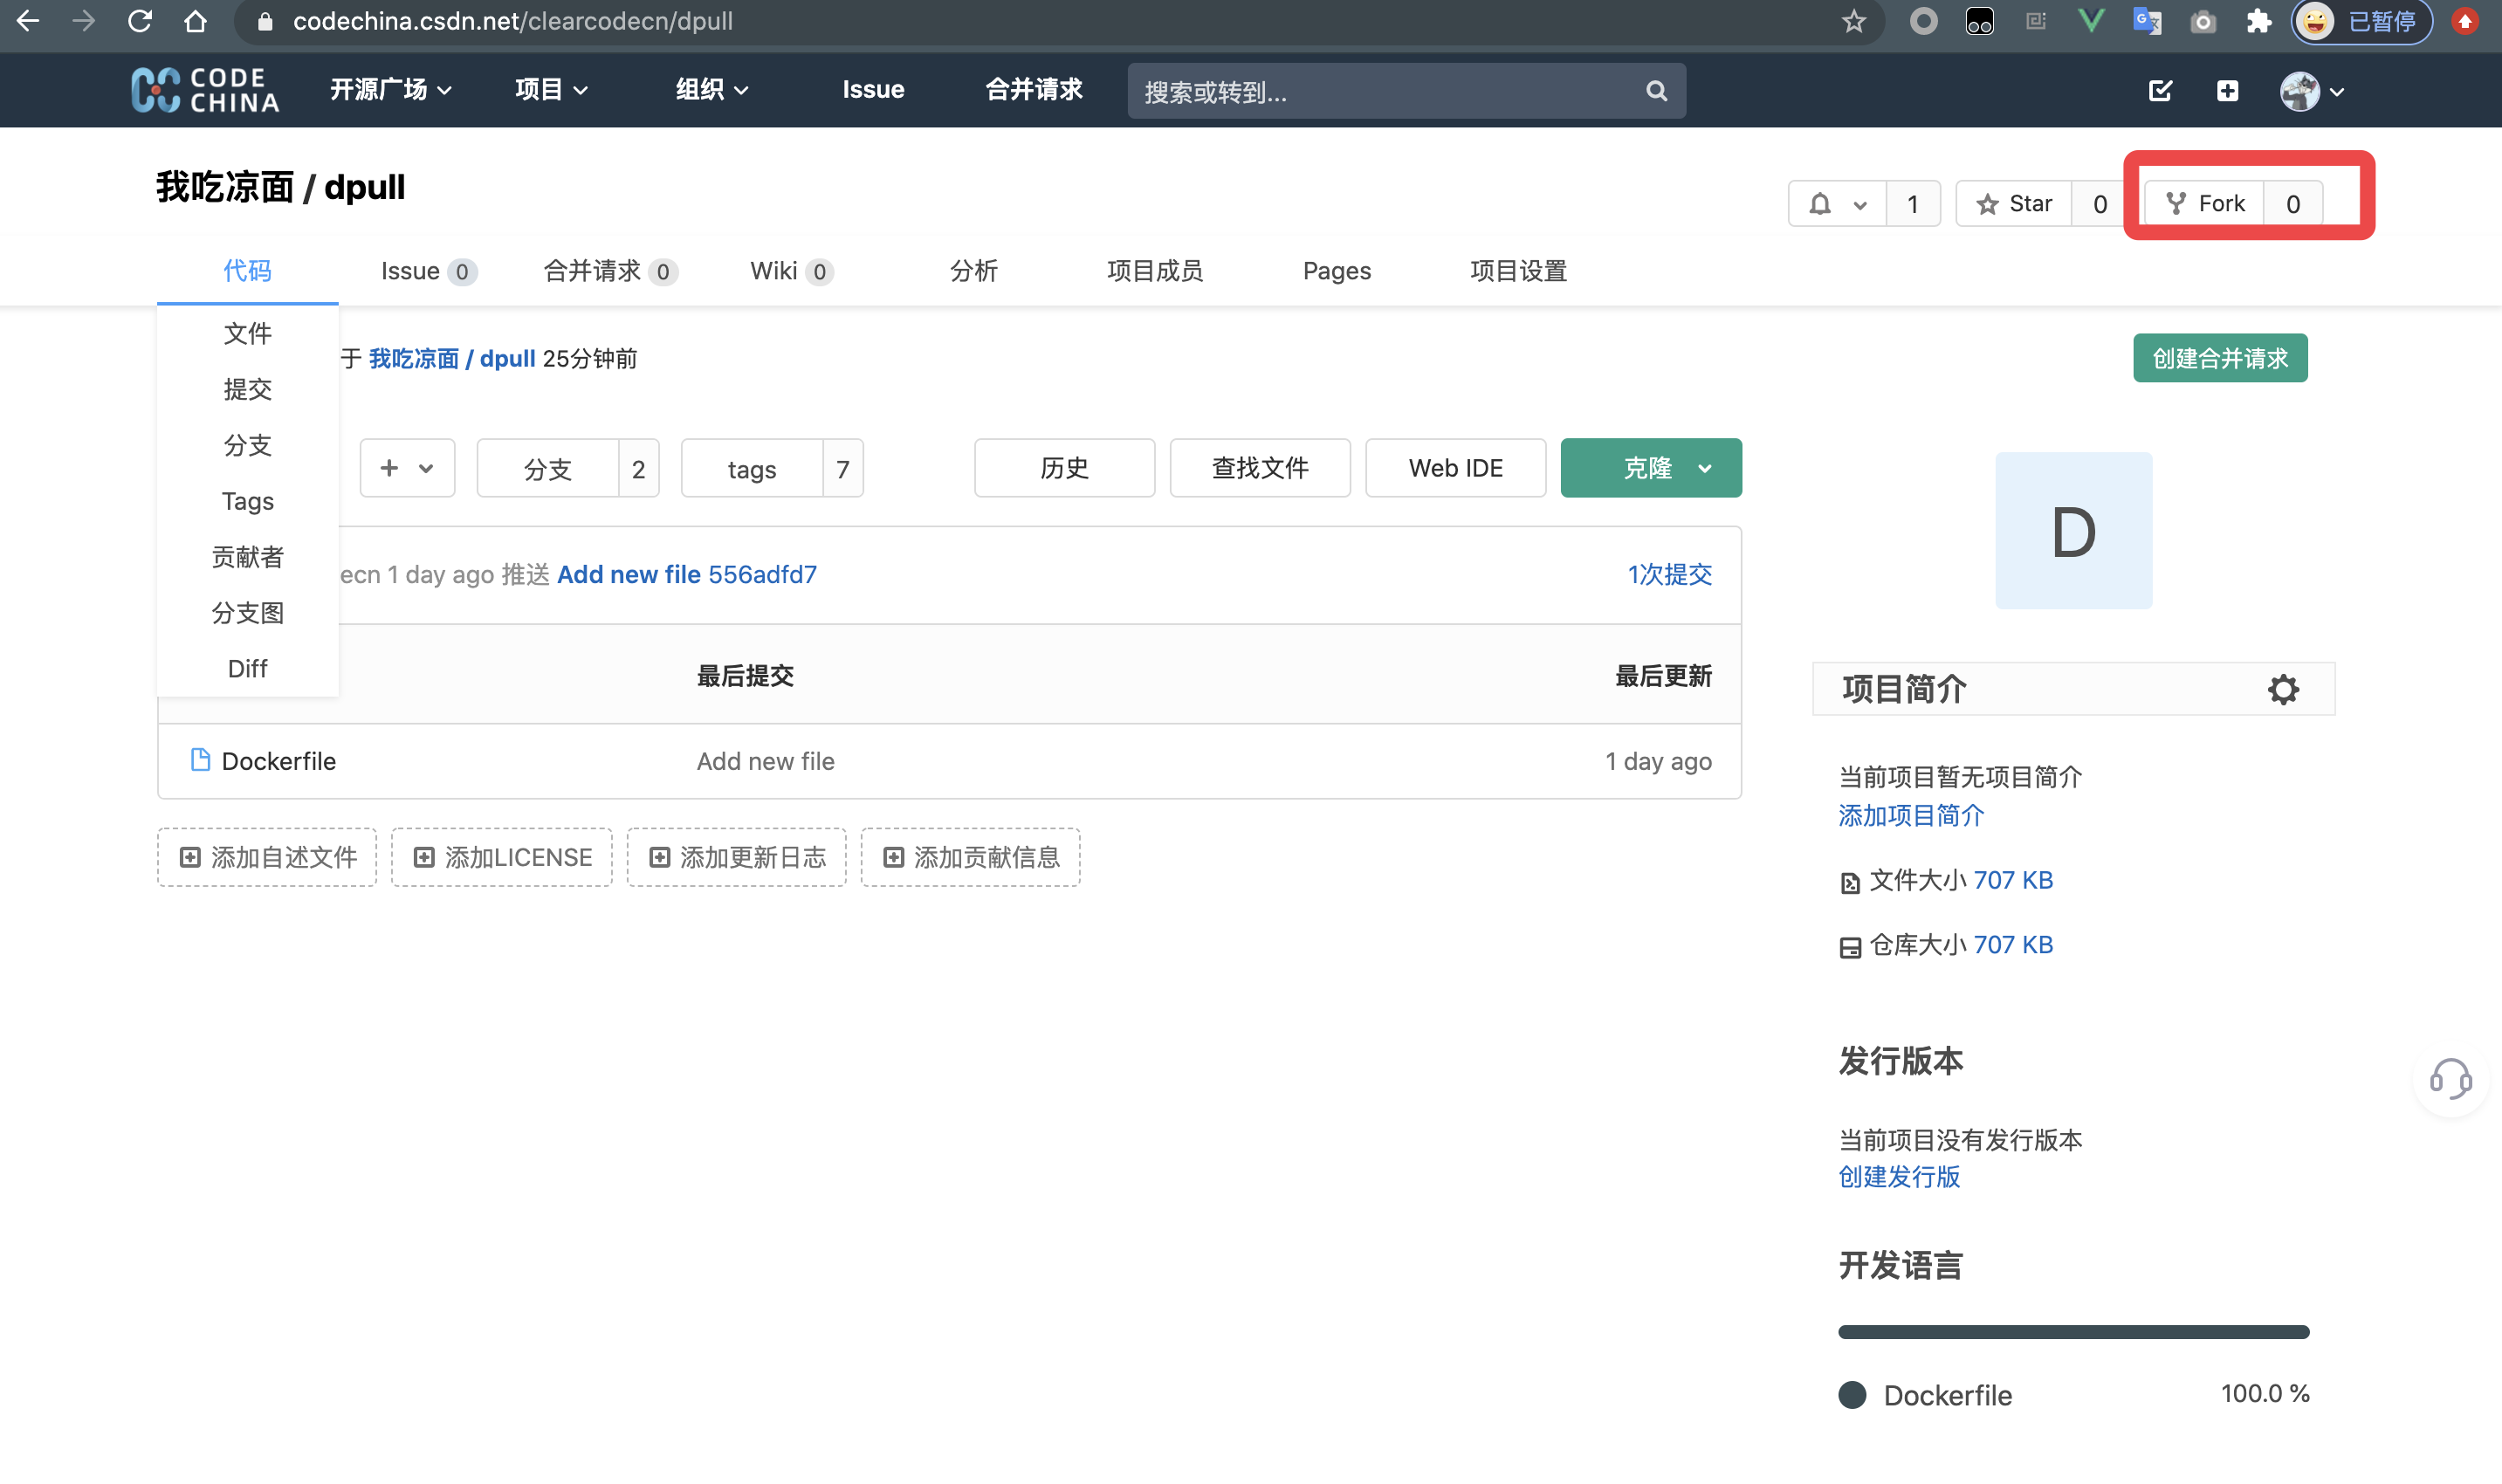 codechina.csdn.net/clearcodecn/dpull
已暂停
CODE CHINA
开源广场
项目
组织
Issue
合并请求
搜索或转到...
我吃凉面 / dpull
1
Star 0
Fork 0
代码
Issue 0
合并请求 0
Wiki 0
分析
项目成员
Pages
项目设置
文件
提交
分支
Tags
贡献者
分支图
Diff
于 我吃凉面 / dpull 25分钟前
创建合并请求
分支 2
tags 7
历史
查找文件
Web IDE
克隆
ecn 1 day ago 推送 Add new file 556adfd7
1次提交
最后提交
最后更新
Dockerfile
Add new file
1 day ago
添加自述文件
添加LICENSE
添加更新日志
添加贡献信息
D
项目简介
当前项目暂无项目简介
添加项目简介
文件大小 707 KB
仓库大小 707 KB
发行版本
当前项目没有发行版本
创建发行版
开发语言
Dockerfile 100.0 %